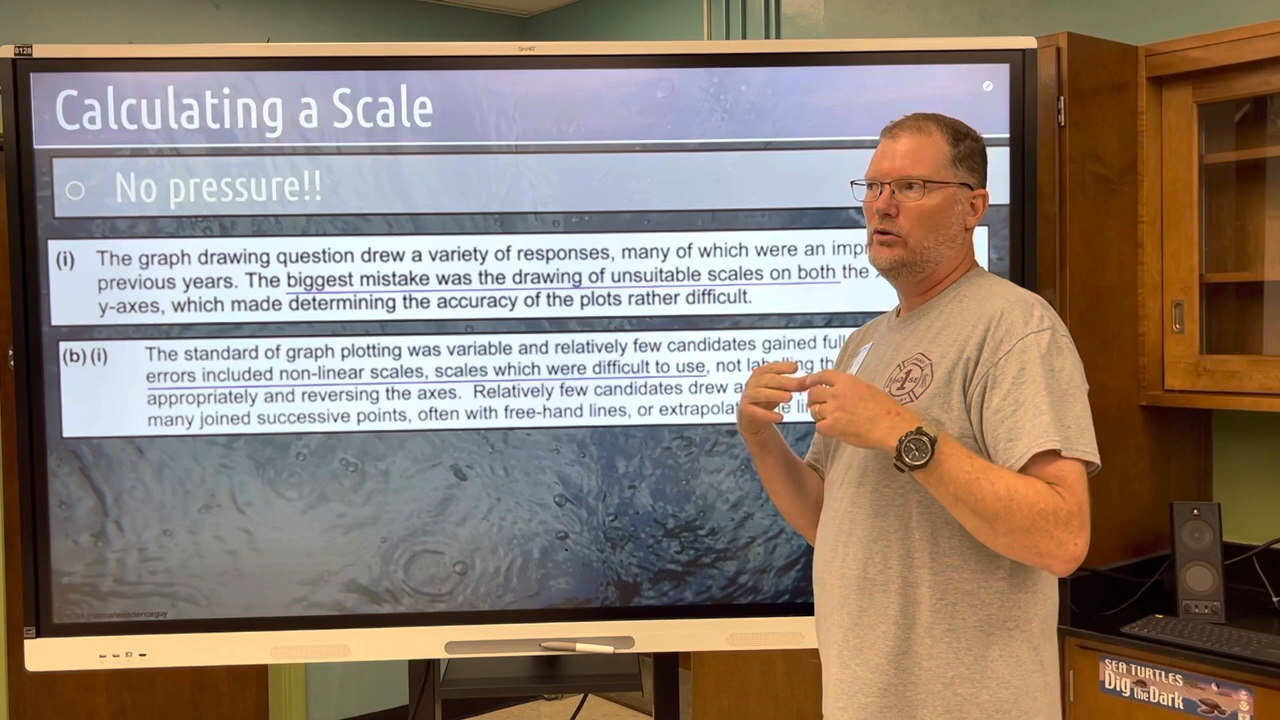 8128
SMART
Calculating a Scale
No pressure!!
(i) The graph drawing question drew a variety of responses, many of which were an
previous years. The biggest mistake was the drawing of unsuitable scales on both the
y-axes, which made determining the accuracy of the plots rather difficult.
(b) (i) The standard of graph plotting was variable and relatively few candidates gained full
errors included non-linear scales, scales which were difficult to use, not labelling
appropriately and reversing the axes. Relatively few candidates drew
many joined successive points, often with free-hand lines, or
1
SEA TURTLES
Dig the Dark